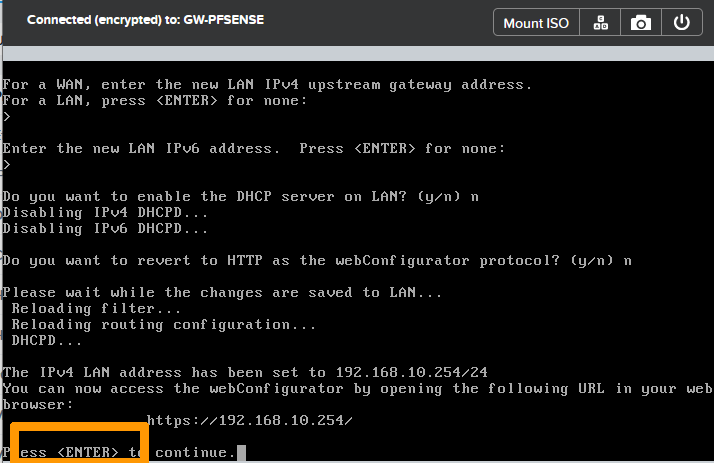 Connected (encrypted) to: GW-PFSENSE
Mount ISO
For a WAN, enter the new LAN IPv4 upstream gateway address.
For a LAN, press <ENTER> for none:
>
Enter the new LAN IPv6 address.  Press <ENTER> for none:
>
Do you want to enable the DHCP server on LAN? (y/n) n
Disabling IPv4 DHCPD...
Disabling IPv6 DHCPD...
Do you want to revert to HTTP as the webConfigurator protocol? (y/n) n
Please wait while the changes are saved to LAN...
Reloading filter...
Reloading routing configuration...
DHCPD...
The IPv4 LAN address has been set to 192.168.10.254/24
You can now access the webConfigurator by opening the following URL in your web
browser:
https://192.168.10.254/
Press <ENTER> to continue.